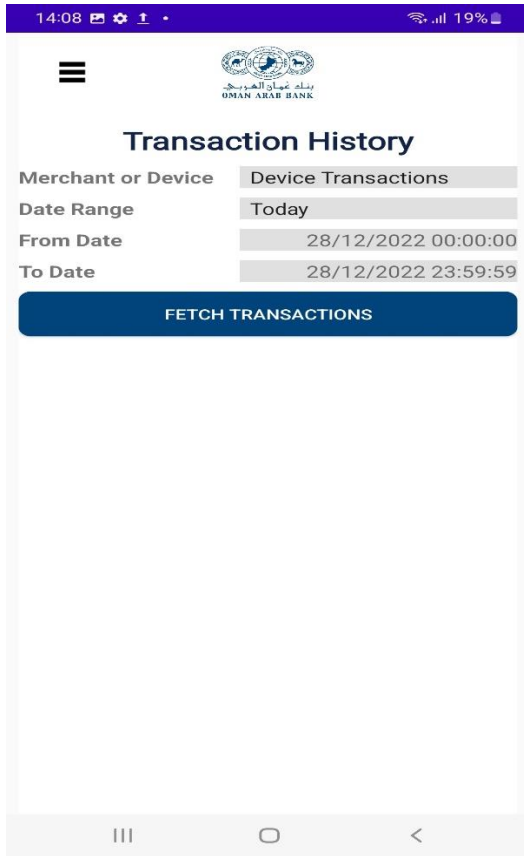 14:08 19%
بنك عمان العربي
OMAN ARAB BANK
Transaction History
Merchant or Device Device Transactions
Date Range Today
From Date 28/12/2022 00:00:00
To Date 28/12/2022 23:59:59
FETCH TRANSACTIONS